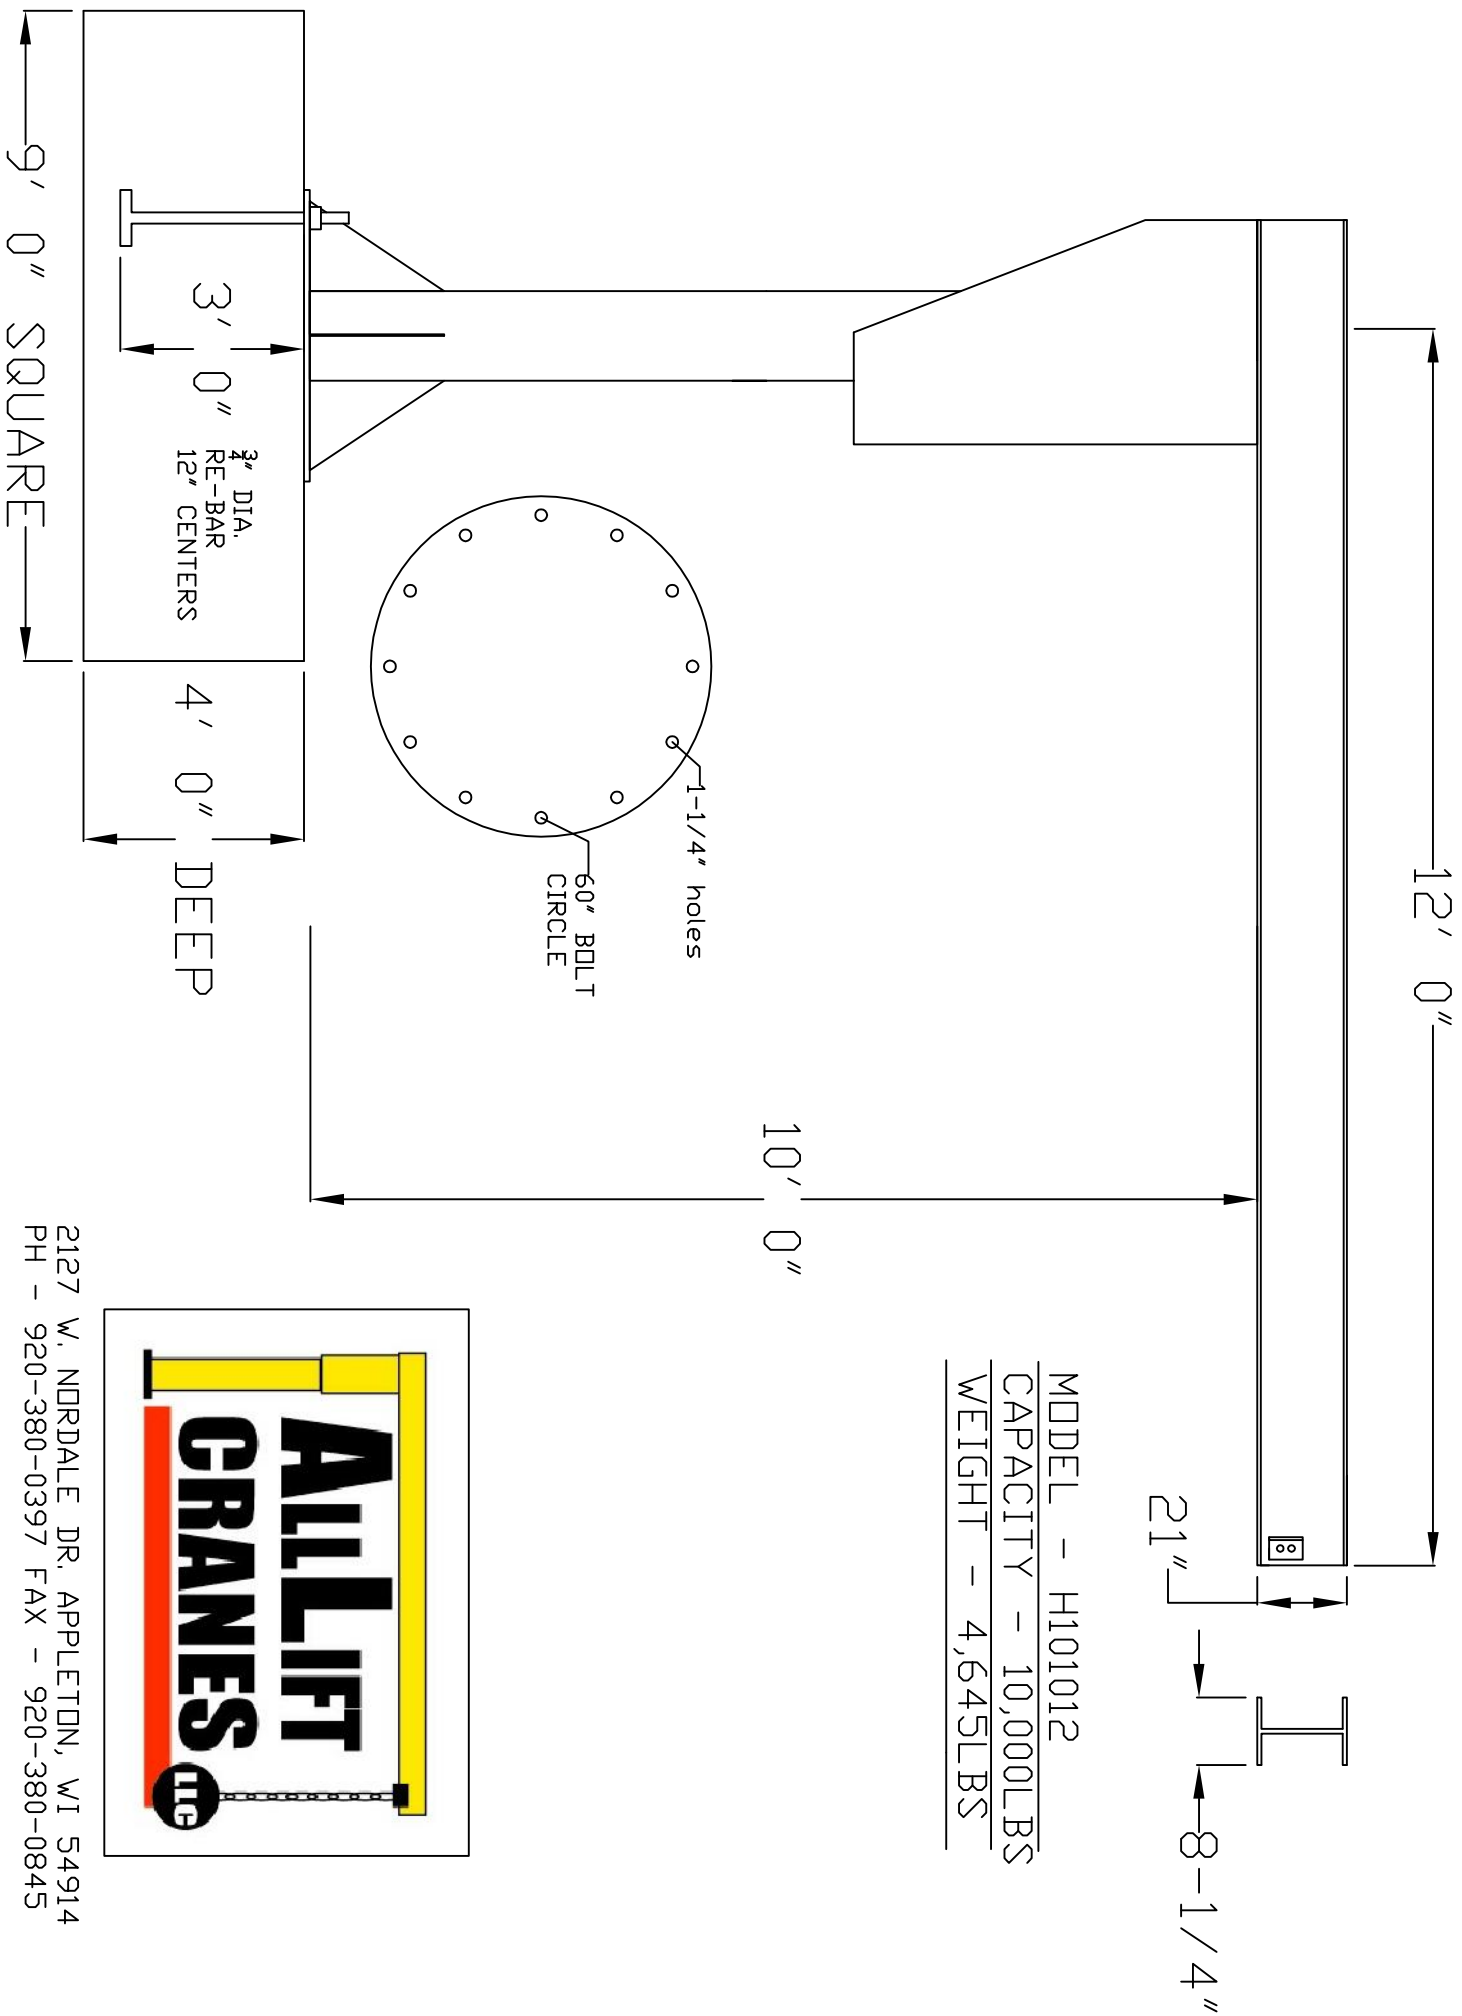 12' 0"
21"
8-1/4"
MODEL - H101012
CAPACITY - 10,000LBS
WEIGHT - 4,645LBS
10' 0"
1-1/4" holes
60" BOLT
CIRCLE
3' 0"
3/4" DIA.
RE-BAR
12" CENTERS
4' 0" DEEP
9' 0" SQUARE
ALLLIFT
CRANES
LLC
2127 W. NORDALE DR. APPLETON, WI 54914
PH - 920-380-0397 FAX - 920-380-0845